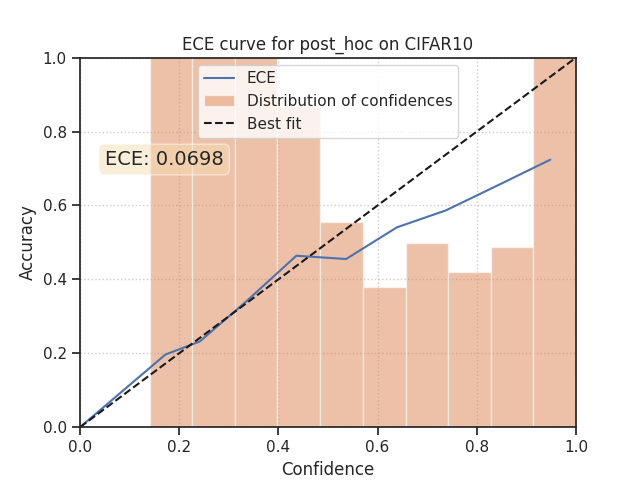 ECE curve for post_hoc on CIFAR10
1.0
0.8
0.6
0.4
0.2
0.0
Accuracy
ECE
Distribution of confidences
Best fit
ECE: 0.0698
0.0 0.2 0.4 0.6 0.8 1.0
Confidence